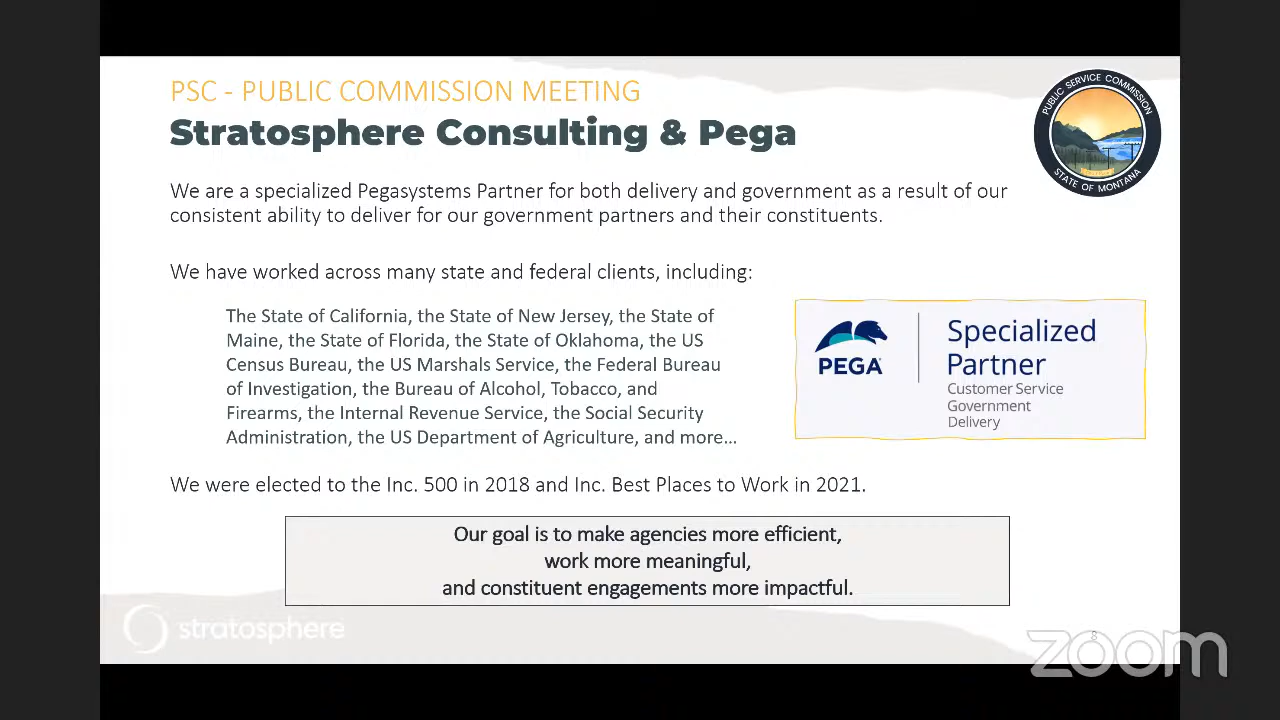 PSC - PUBLIC COMMISSION MEETING
Stratosphere Consulting & Pega
PUBLIC SERVICE COMMISSION
STATE OF MONTANA
We are a specialized Pegasystems Partner for both delivery and government as a result of our
consistent ability to deliver for our government partners and their constituents.
We have worked across many state and federal clients, including:
The State of California, the State of New Jersey, the State of
Maine, the State of Florida, the State of Oklahoma, the US
Census Bureau, the US Marshals Service, the Federal Bureau
of Investigation, the Bureau of Alcohol, Tobacco, and
Firearms, the Internal Revenue Service, the Social Security
Administration, the US Department of Agriculture, and more…
PEGA
Specialized
Partner
Customer Service
Government
Delivery
We were elected to the Inc. 500 in 2018 and Inc. Best Places to Work in 2021.
Our goal is to make agencies more efficient,
work more meaningful,
and constituent engagements more impactful.
stratosphere
8
zoom